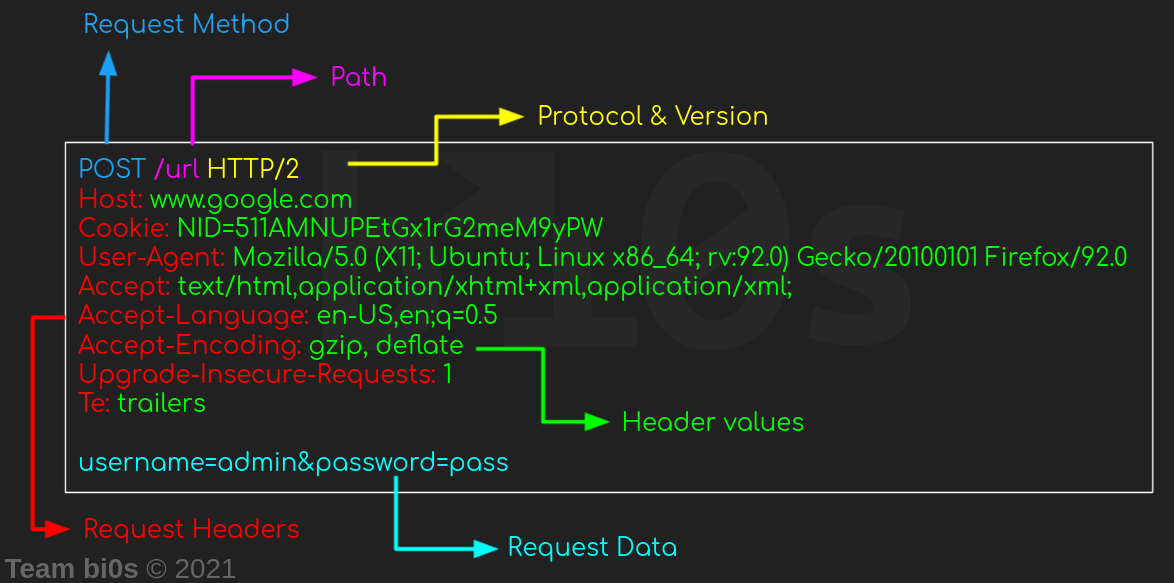 Request Method
Path
Protocol & Version
POST /url HTTP/2
Host: www.google.com
Cookie: NID=511AMNUPEtGx1rG2meM9yPW
User-Agent: Mozilla/5.0 (X11; Ubuntu; Linux x86_64; rv:92.0) Gecko/20100101 Firefox/92.0
Accept: text/html,application/xhtml+xml,application/xml;
Accept-Language: en-US,en;q=0.5
Accept-Encoding: gzip, deflate
Upgrade-Insecure-Requests: 1
Te: trailers
Header values
username=admin&password=pass
Request Headers
Request Data
Team bi0s © 2021
bi0s